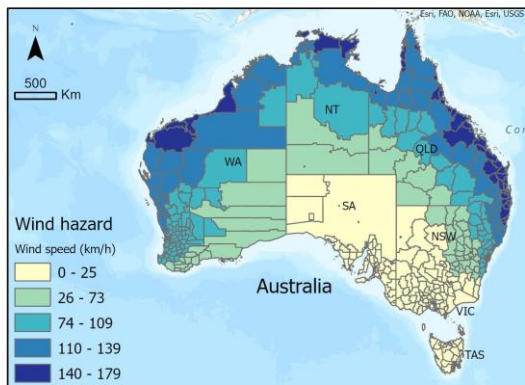 Esri, FAO, NOAA, Esri, USGS
N
500
Km
NT
QLD
WA
SA
NSW
Wind hazard
Wind speed (km/h)
0 - 25
26 - 73
74 - 109
110 - 139
140 - 179
Australia
VIC
TAS